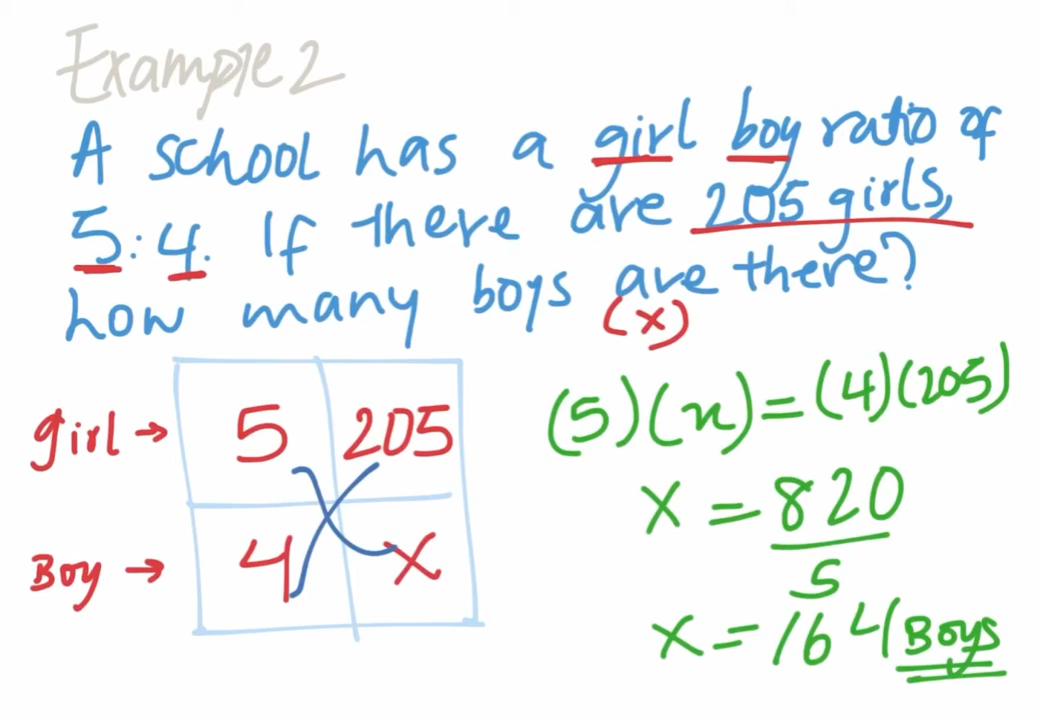 Example 2
A school has a girl boy ratio of
5:4. If there are 205 girls,
how many boys are there?
(x)
girl → 5 205
Boy → 4 x
(5)(x)=(4)(205)
x = 820
5
x = 164 Boys